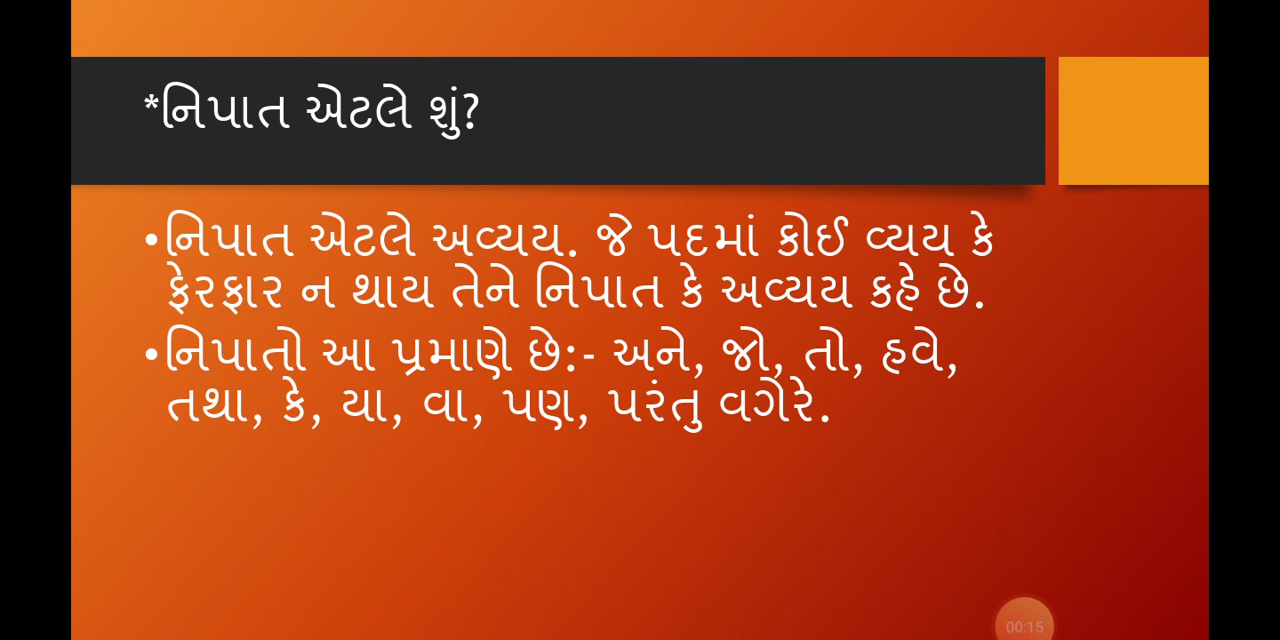 *નિપાત એટલે શું?
•નિપાત એટલે અવ્યય. જે પદમાં કોઈ વ્યય કે
ફેરફાર ન થાય તેને નિપાત કે અવ્યય કહે છે.
•નિપાતો આ પ્રમાણે છે:- અને, જો, તો, હવે,
તથા, કે, યા, વા, પણ, પરંતુ વગેરે.
00:15